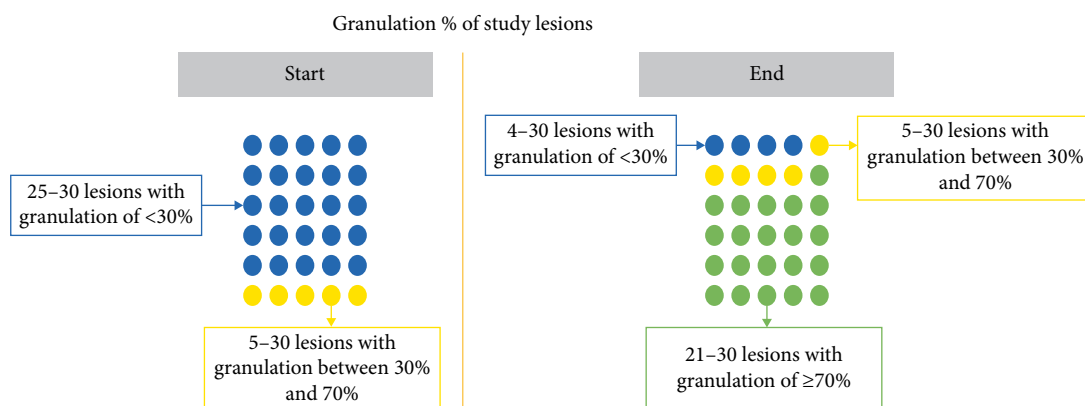 Granulation % of study lesions
Start
End
25–30 lesions with
granulation of <30%
5–30 lesions with
granulation between 30%
and 70%
4–30 lesions with
granulation of <30%
5–30 lesions with
granulation between 30%
and 70%
21–30 lesions with
granulation of ≥70%